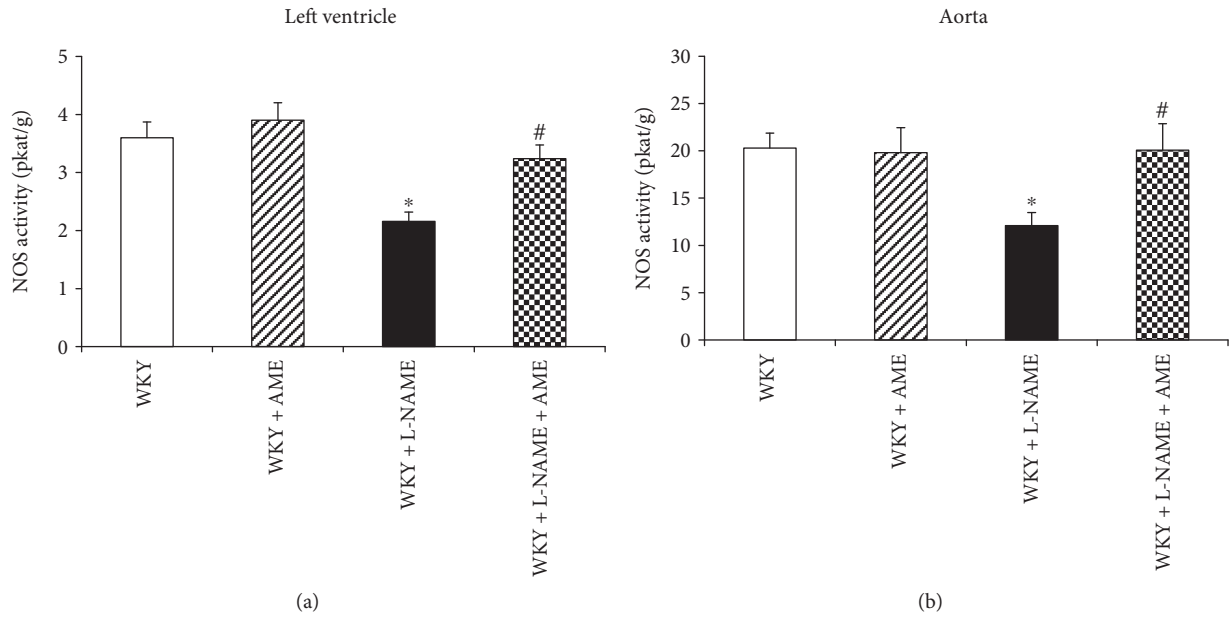 Left ventricle
NOS activity (pkat/g)
5
4
3
2
1
0
*
#
WKY
WKY + AME
WKY + L-NAME
WKY + L-NAME + AME
(a)
Aorta
NOS activity (pkat/g)
30
25
20
15
10
5
0
*
#
WKY
WKY + AME
WKY + L-NAME
WKY + L-NAME + AME
(b)